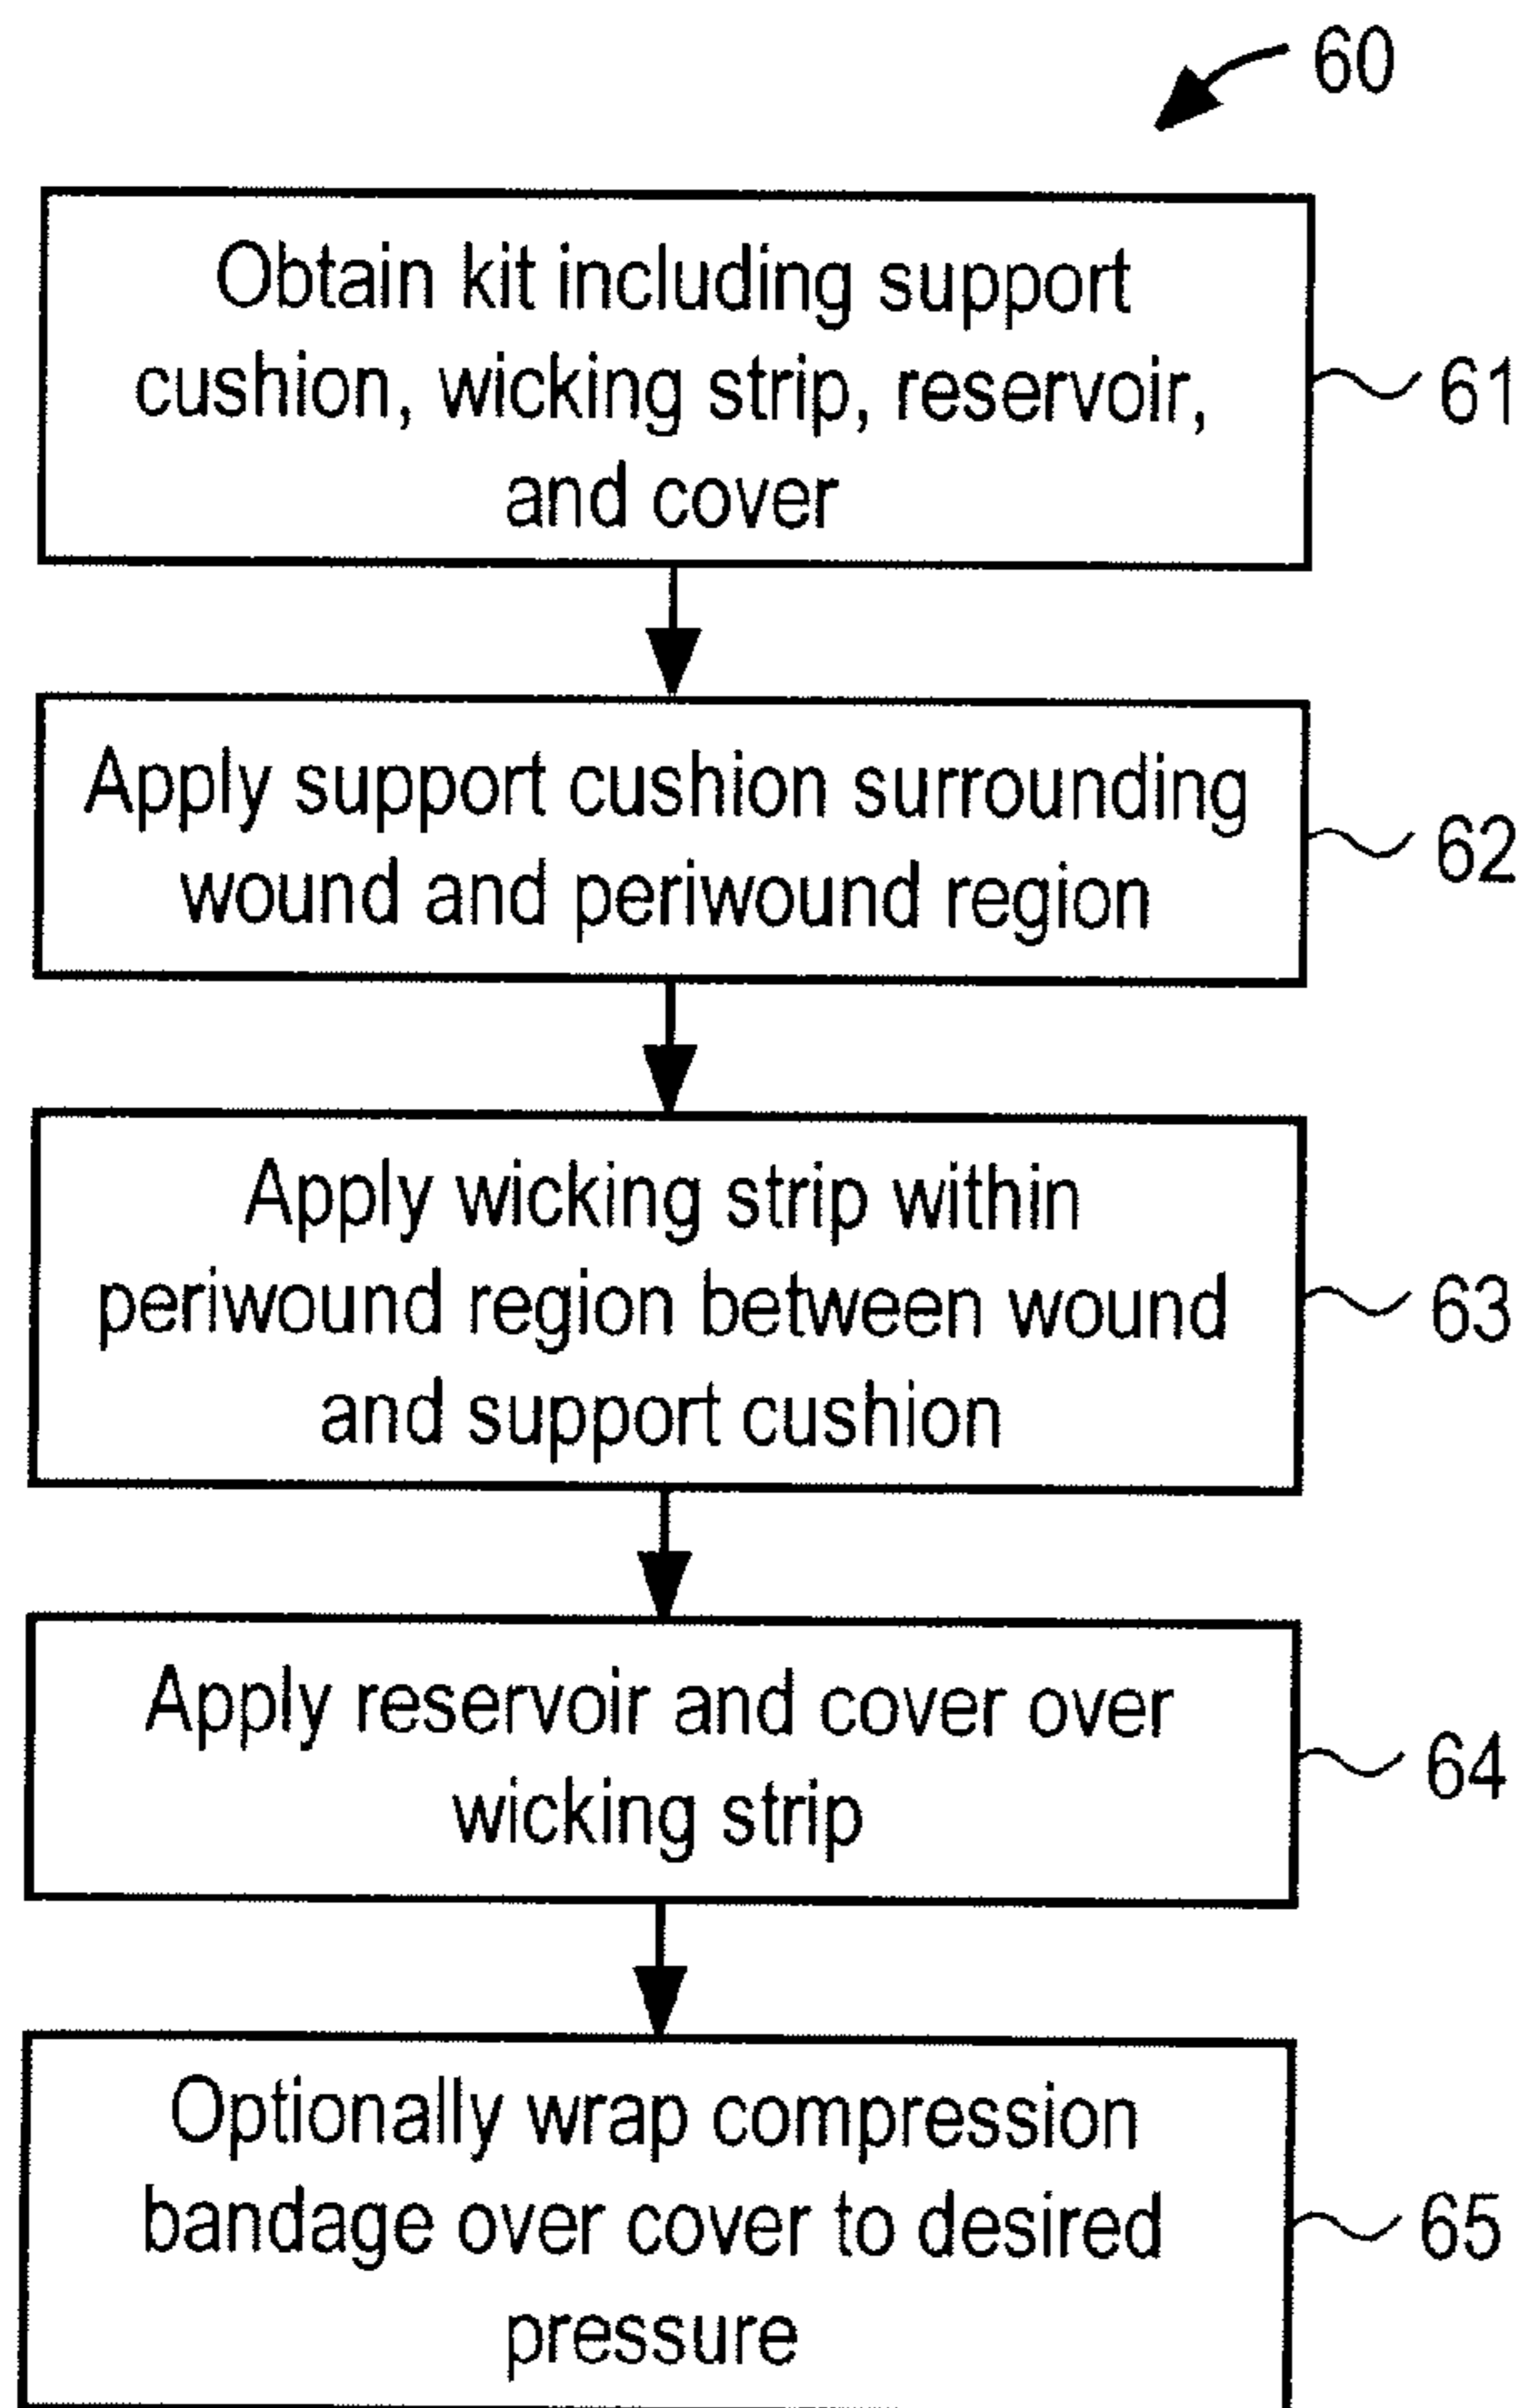 60
Obtain kit including support
cushion, wicking strip, reservoir,
and cover
61
Apply support cushion surrounding
wound and periwound region
62
Apply wicking strip within
periwound region between wound
and support cushion
63
Apply reservoir and cover over
wicking strip
64
Optionally wrap compression
bandage over cover to desired
pressure
65